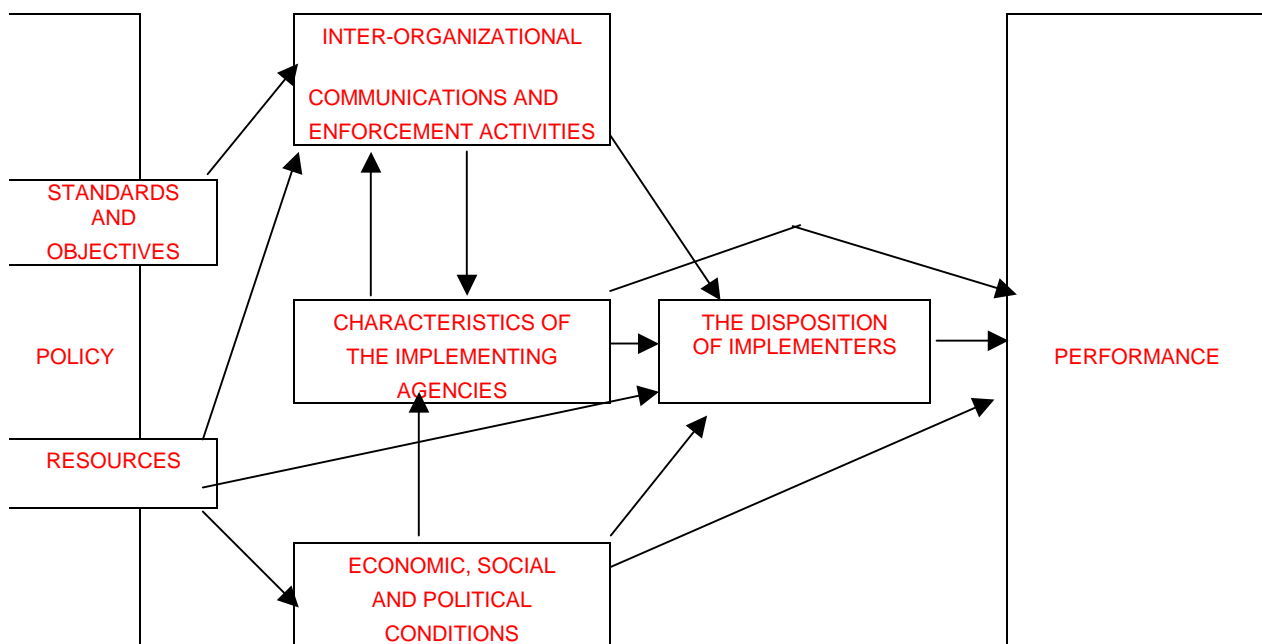 INTER-ORGANIZATIONAL
COMMUNICATIONS AND
ENFORCEMENT ACTIVITIES
STANDARDS
AND
OBJECTIVES
POLICY
RESOURCES
CHARACTERISTICS OF
THE IMPLEMENTING
AGENCIES
THE DISPOSITION
OF IMPLEMENTERS
PERFORMANCE
ECONOMIC, SOCIAL
AND POLITICAL
CONDITIONS